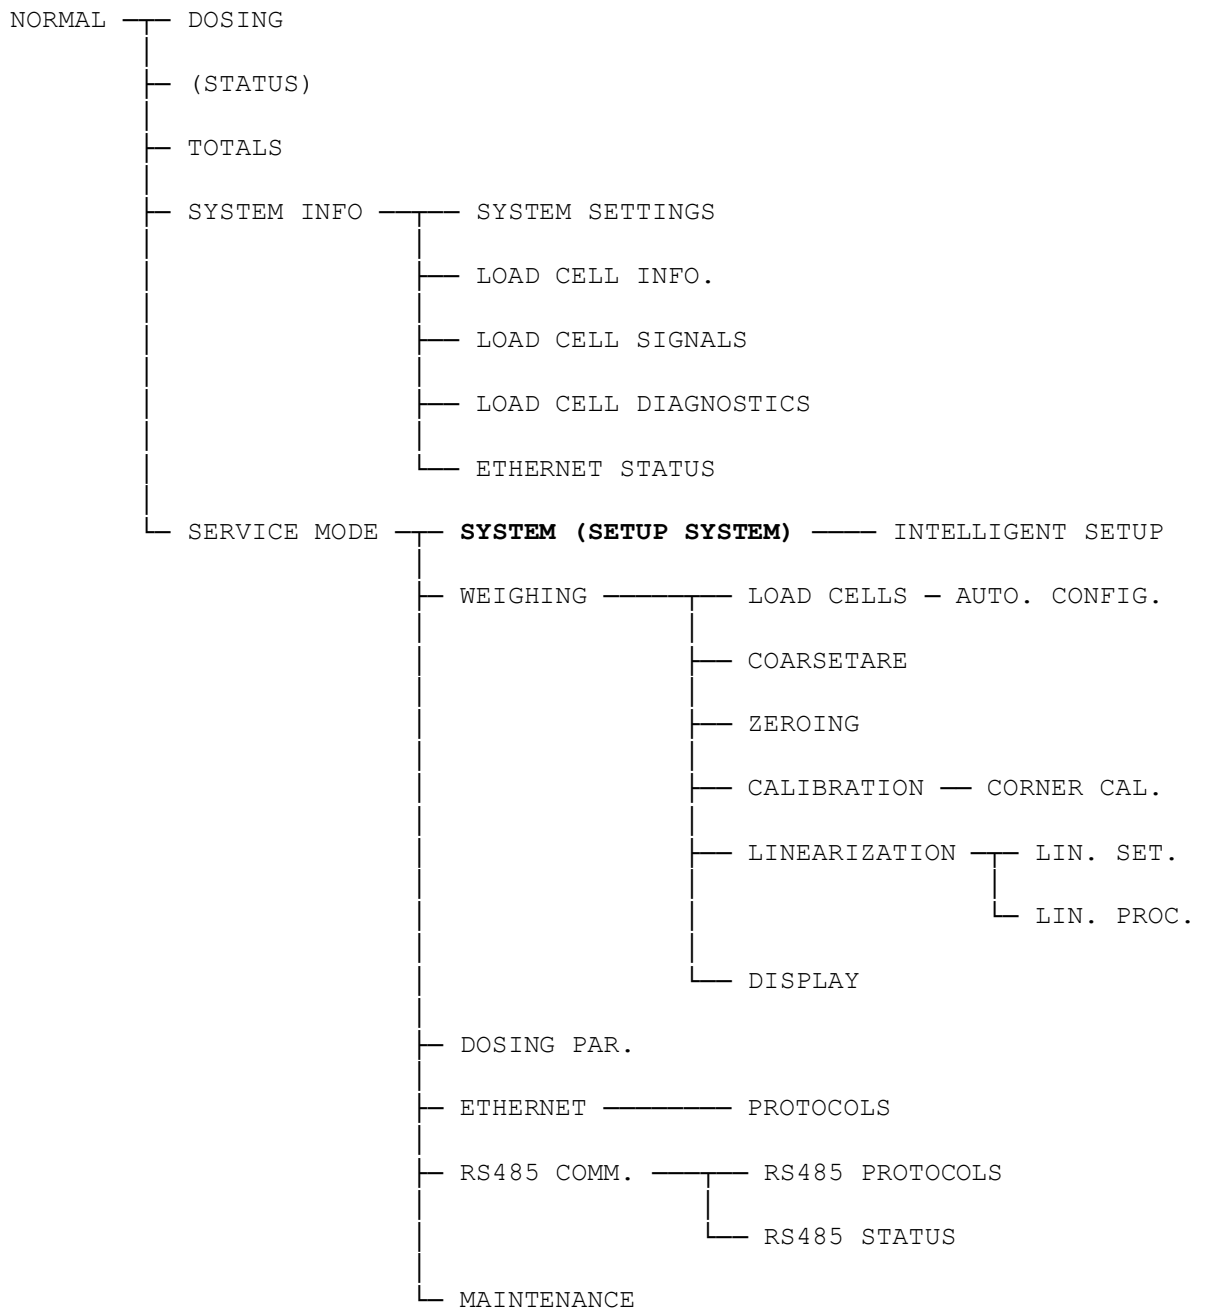 NORMAL DOSING
(STATUS)
TOTALS
SYSTEM INFO SYSTEM SETTINGS
LOAD CELL INFO.
LOAD CELL SIGNALS
LOAD CELL DIAGNOSTICS
ETHERNET STATUS
SERVICE MODE SYSTEM (SETUP SYSTEM) INTELLIGENT SETUP
WEIGHING LOAD CELLS AUTO. CONFIG.
COARSETARE
ZEROING
CALIBRATION CORNER CAL.
LINEARIZATION LIN. SET.
LIN. PROC.
DISPLAY
DOSING PAR.
ETHERNET PROTOCOLS
RS485 COMM. RS485 PROTOCOLS
RS485 STATUS
MAINTENANCE